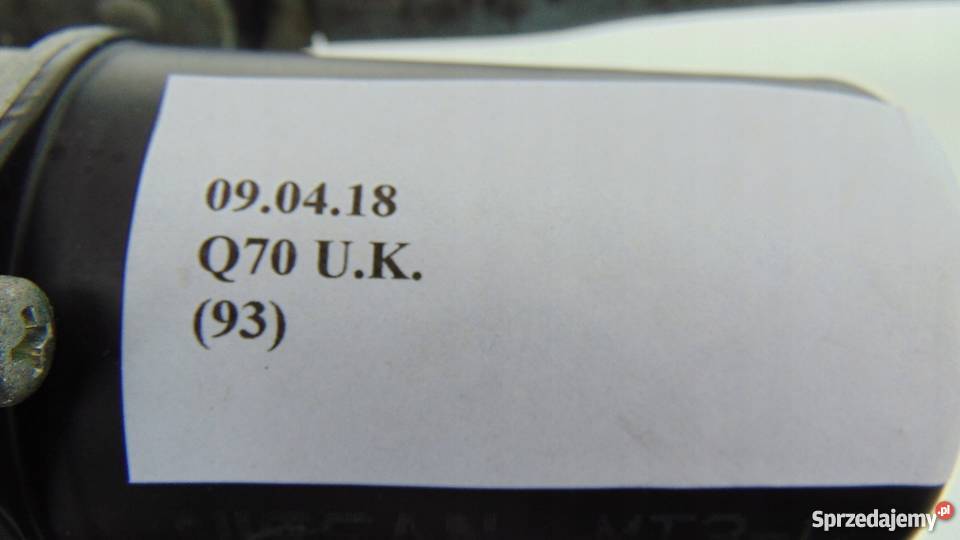 09.04.18
Q70 U.K.
(93)
Sprzedajemy.pl